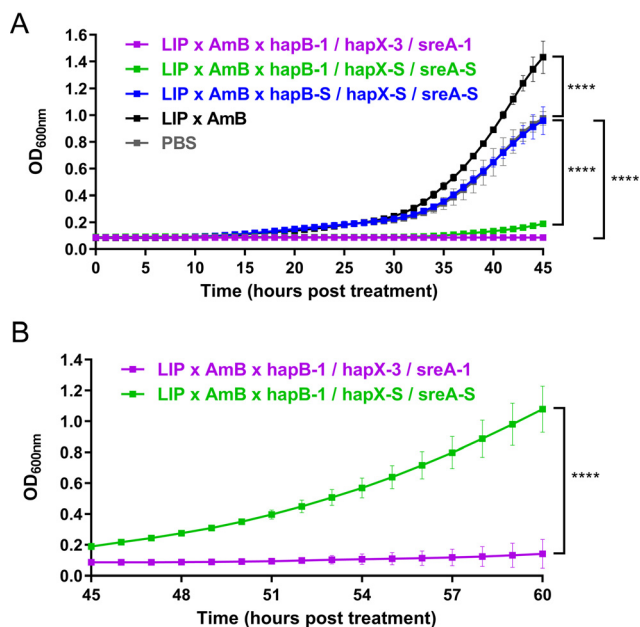 A
LIP x AmB x hapB-1 / hapX-3 / sreA-1
LIP x AmB x hapB-1 / hapX-S / sreA-S
LIP x AmB x hapB-S / hapX-S / sreA-S
LIP x AmB
PBS
OD600nm
1.6
1.4
1.2
1.0
0.8
0.6
0.4
0.2
0.0
0 5 10 15 20 25 30 35 40 45
Time (hours post treatment)
****
****
****
B
LIP x AmB x hapB-1 / hapX-3 / sreA-1
LIP x AmB x hapB-1 / hapX-S / sreA-S
OD600nm
1.4
1.2
1.0
0.8
0.6
0.4
0.2
0.0
45 48 51 54 57 60
Time (hours post treatment)
****